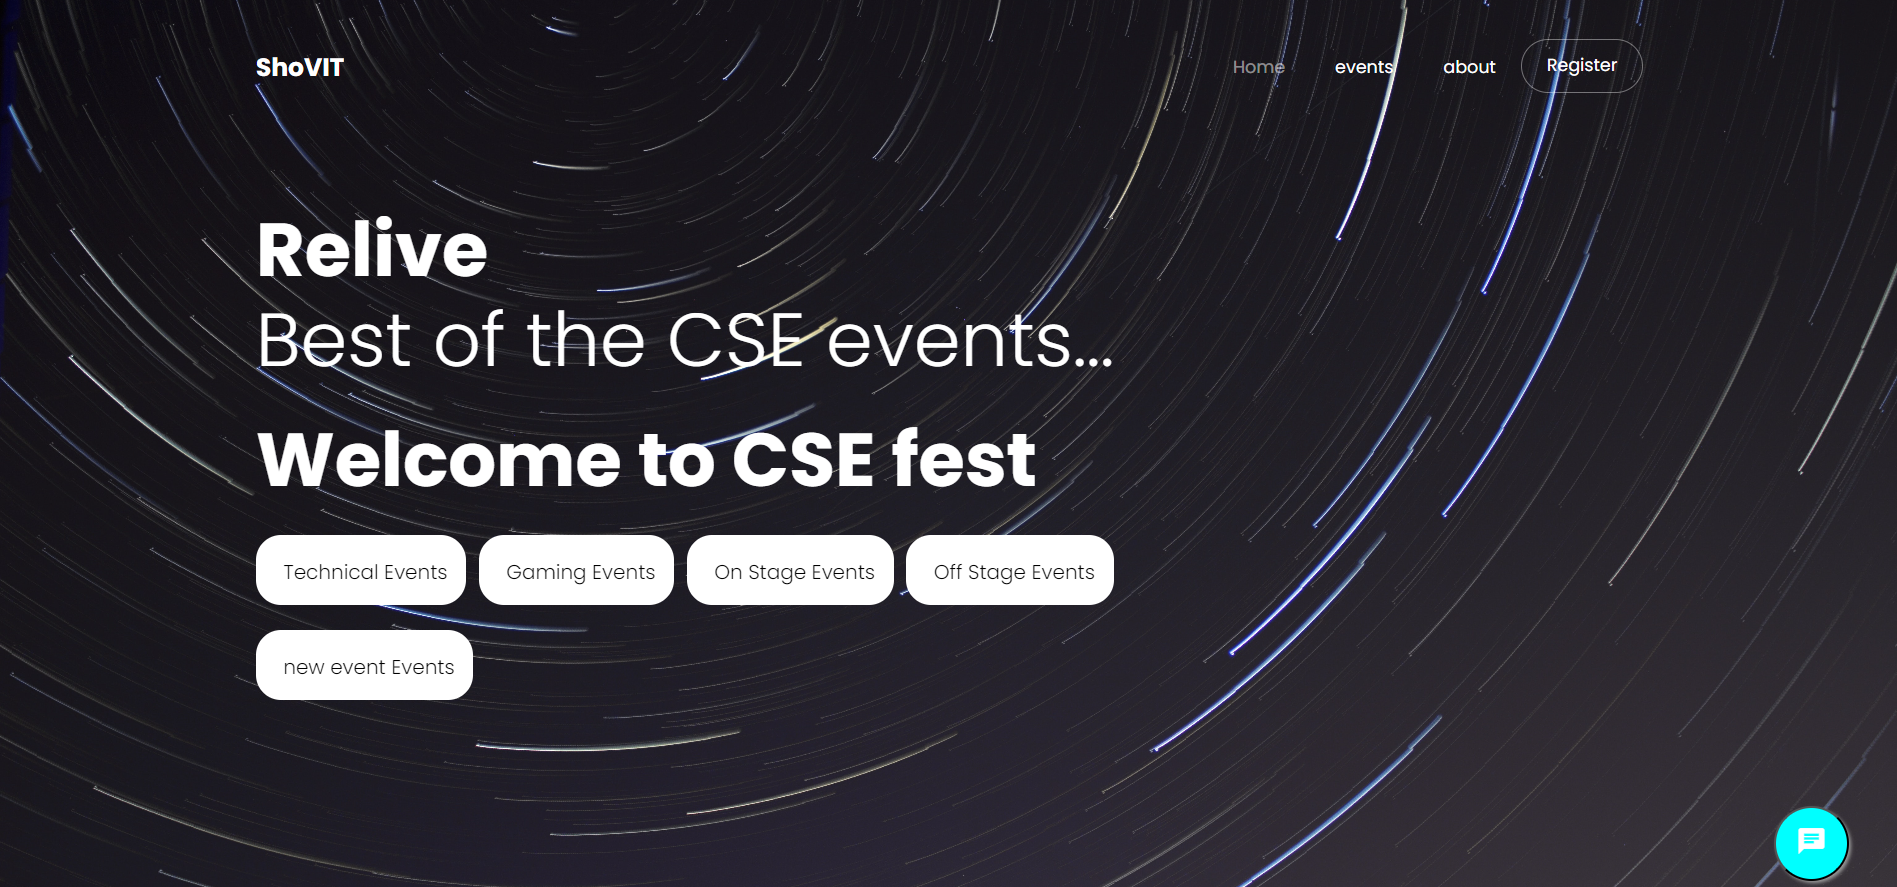 ShoVIT
Home events about Register
Relive
Best of the CSE events...
Welcome to CSE fest
Technical Events Gaming Events On Stage Events Off Stage Events
new event Events